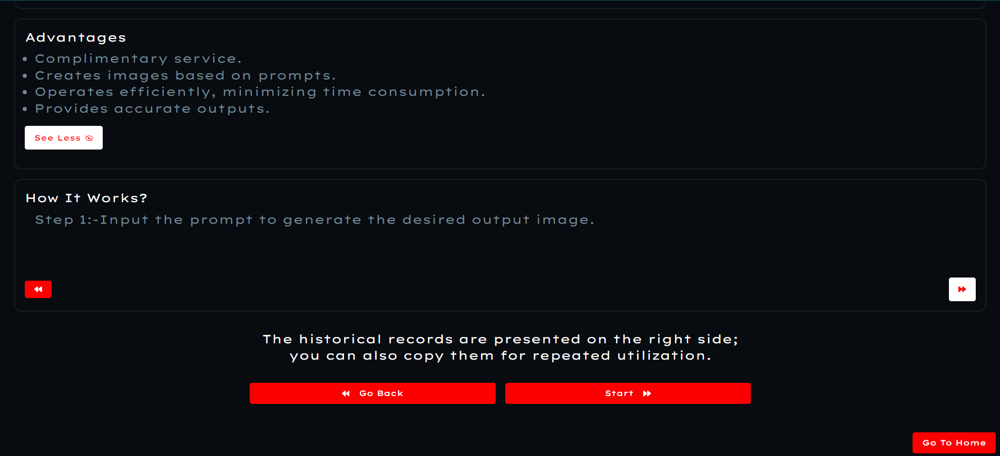 Advantages
Complimentary service.
Creates images based on prompts.
Operates efficiently, minimizing time consumption.
Provides accurate outputs.
See Less
How It Works?
Step 1:-Input the prompt to generate the desired output image.
The historical records are presented on the right side;
you can also copy them for repeated utilization.
Go Back
Start
Go To Home